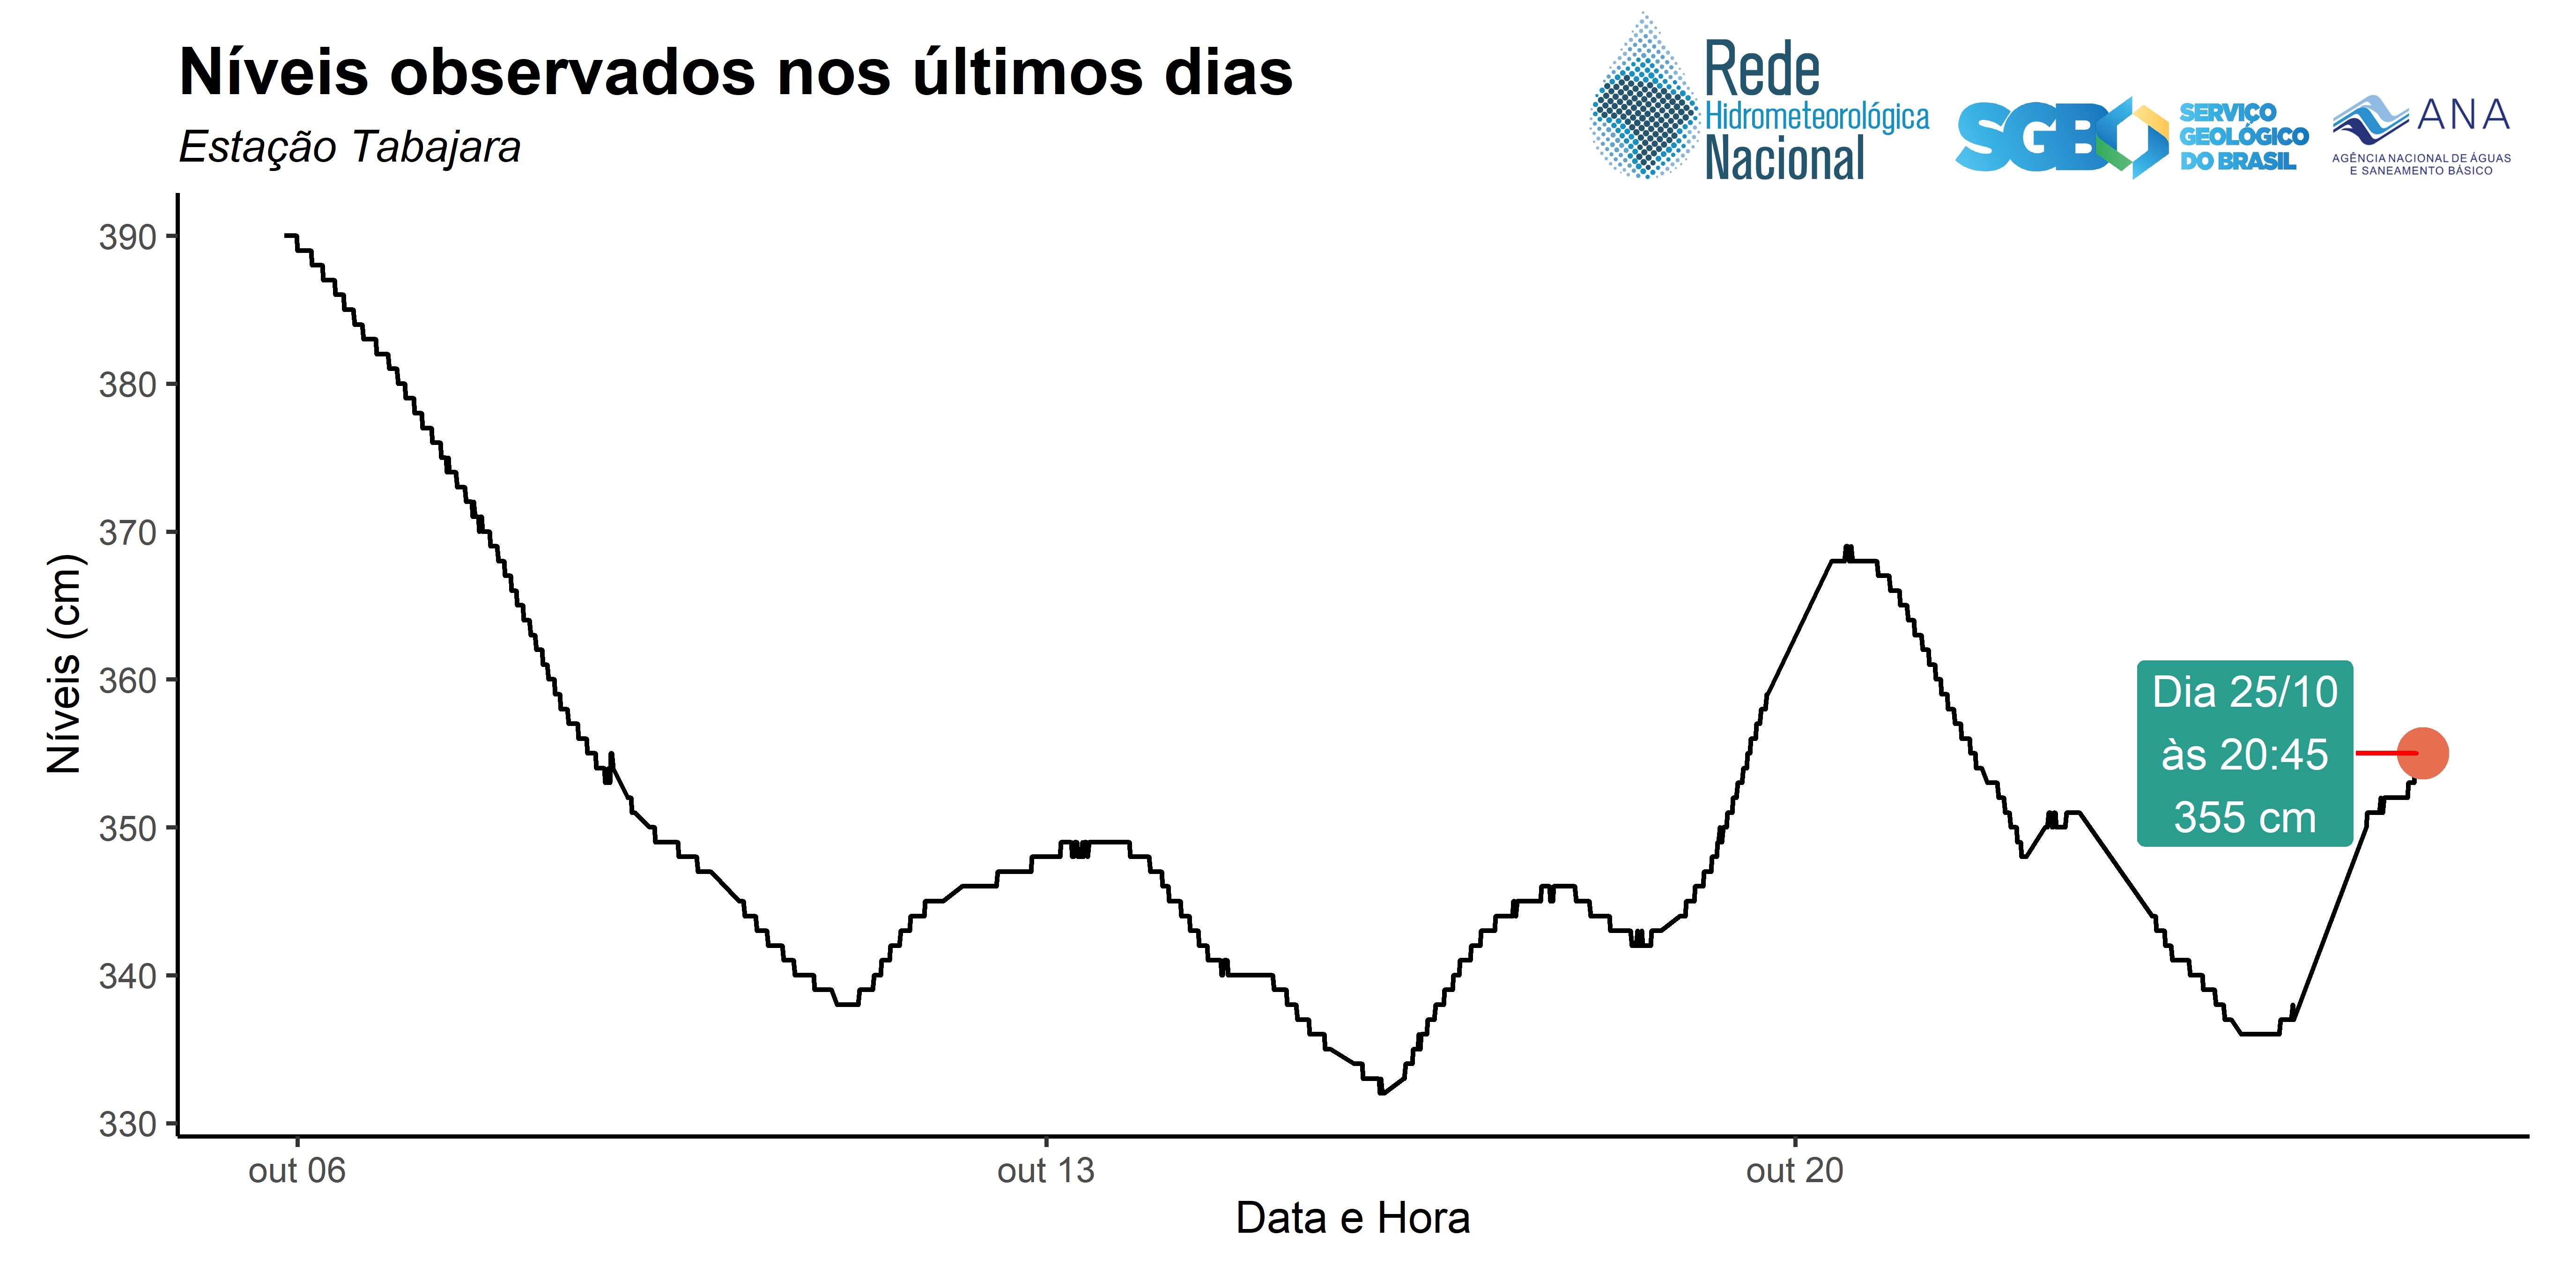 Níveis observados nos últimos dias
Estação Tabajara
Rede
Hidrometeorológica
Nacional
SGB
SERVIÇO
GEOLÓGICO
DO BRASIL
ANA
AGÊNCIA NACIONAL DE ÁGUAS
E SANEAMENTO BÁSICO
Níveis (cm)
390
380
370
360
350
340
330
Dia 25/10
às 20:45
355 cm
out 06
out 13
out 20
Data e Hora